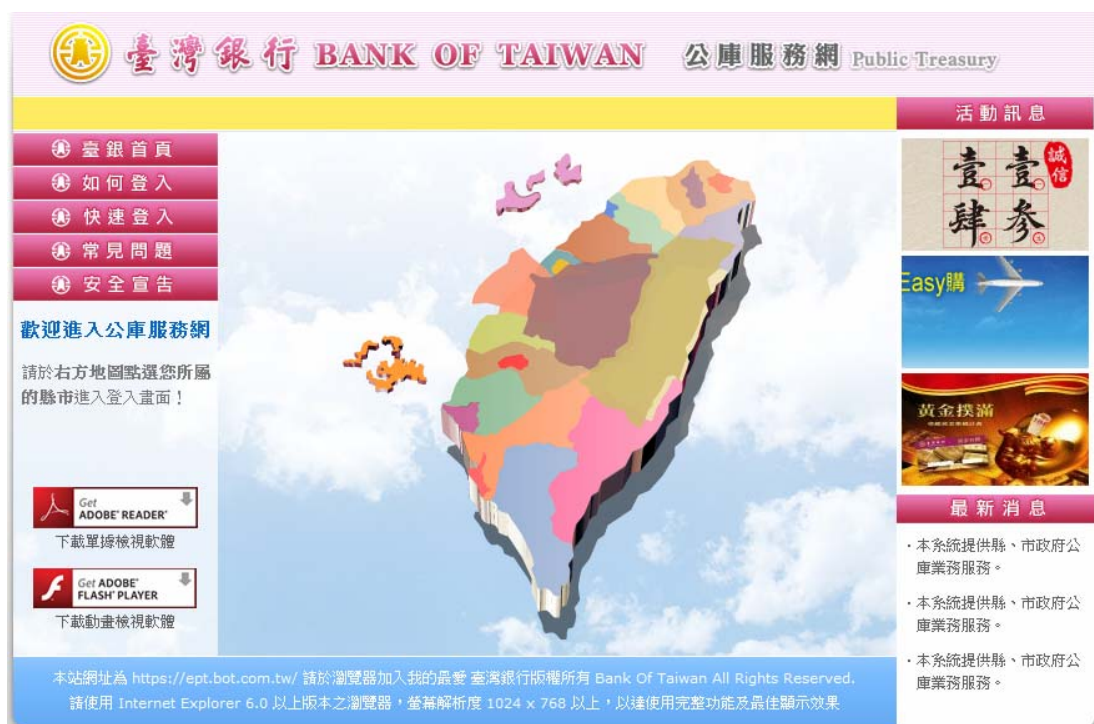 臺灣銀行 BANK OF TAIWAN 公庫服務網 Public Treasury
活動訊息
臺銀首頁
如何登入
快速登入
常見問題
安全宣告
歡迎進入公庫服務網
請於右方地圖點選您所屬
的縣市進入登入畫面！
Get
ADOBE® READER®
下載單據檢視軟體
Get ADOBE®
FLASH® PLAYER
下載動畫檢視軟體
壹 壹
肆 參
誠信
Easy購
黃金撲滿
最新消息
・本系統提供縣、市政府公
庫業務服務。
・本系統提供縣、市政府公
庫業務服務。
・本系統提供縣、市政府公
庫業務服務。
本站網址為 https://ept.bot.com.tw/ 請於瀏覽器加入我的最愛 臺灣銀行版權所有 Bank Of Taiwan All Rights Reserved.
請使用 Internet Explorer 6.0 以上版本之瀏覽器，螢幕解析度 1024 x 768 以上，以達使用完整功能及最佳顯示效果